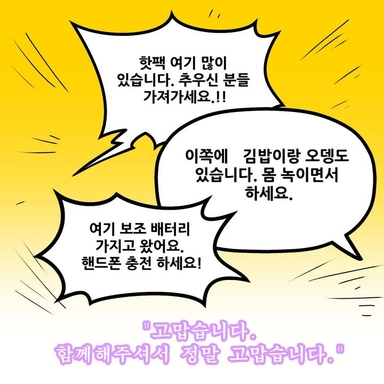 핫팩 여기 많이
있습니다. 추우신 분들
가져가세요.!!
이쪽에 김밥이랑 오뎅도
있습니다. 몸 녹이면서
하세요.
여기 보조 배터리
가지고 왔어요.
핸드폰 충전 하세요!
"고맙습니다.
함께해주셔서 정말 고맙습니다."